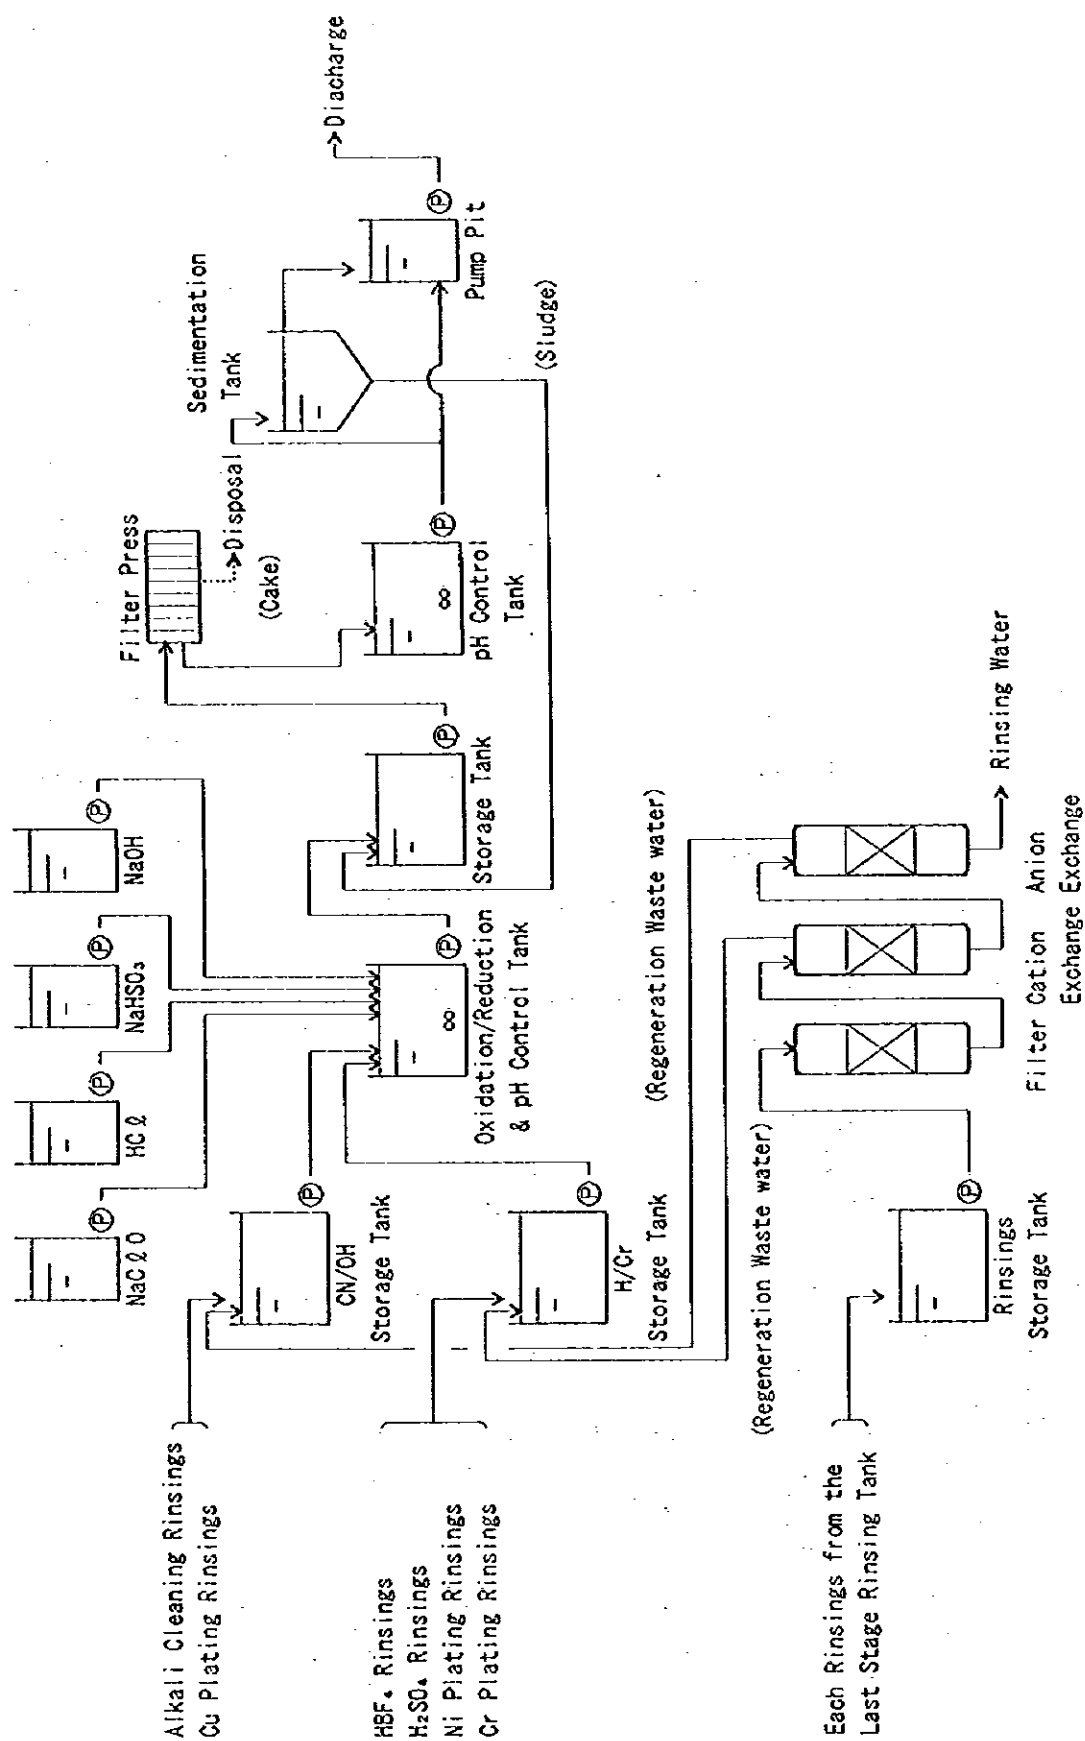 NaClO
HCl
NaHSO₃
NaOH
P
P
P
P
Filter Press
Disposal
(Cake)
Sedimentation
Tank
Diacharge
Alkali Cleaning Rinsings
Cu Plating Rinsings
P
CN/OH
Storage Tank
Oxidation/Reduction
& pH Control Tank
P
Storage Tank
P
pH Control
Tank
P
Pump Pit
P
(Sludge)
HBF₄ Rinsings
H₂SO₄ Rinsings
Ni Plating Rinsings
Cr Plating Rinsings
P
H/Cr
Storage Tank
(Regeneration Waste water)
(Regeneration Waste water)
Each Rinsings from the
Last Stage Rinsing Tank
P
Rinsings
Storage Tank
Rinsing Water
Filter Cation Anion
Exchange Exchange